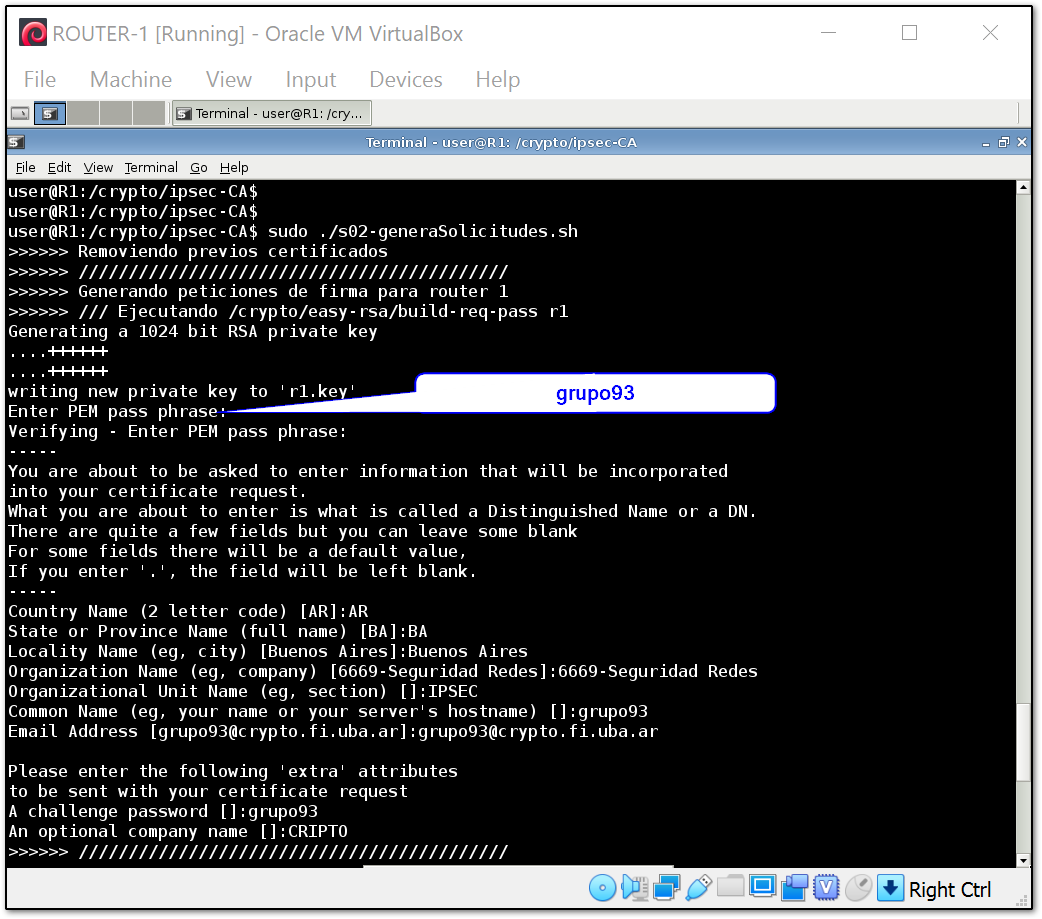 ROUTER-1 [Running] - Oracle VM VirtualBox
File Machine View Input Devices Help
Terminal - user@R1: /cry...
Terminal - user@R1: /crypto/ipsec-CA
File Edit View Terminal Go Help
user@R1:/crypto/ipsec-CA$
user@R1:/crypto/ipsec-CA$
user@R1:/crypto/ipsec-CA$ sudo ./s02-generaSolicitudes.sh
>>>>>> Removiendo previos certificados
>>>>>> ///////////////////////////////////////////
>>>>>> Generando peticiones de firma para router 1
>>>>>> /// Ejecutando /crypto/easy-rsa/build-req-pass r1
Generating a 1024 bit RSA private key
....++++++
....++++++
writing new private key to 'r1.key'
grupo93
Enter PEM pass phrase:
Verifying - Enter PEM pass phrase:
-----
You are about to be asked to enter information that will be incorporated
into your certificate request.
What you are about to enter is what is called a Distinguished Name or a DN.
There are quite a few fields but you can leave some blank
For some fields there will be a default value,
If you enter '.', the field will be left blank.
-----
Country Name (2 letter code) [AR]:AR
State or Province Name (full name) [BA]:BA
Locality Name (eg, city) [Buenos Aires]:Buenos Aires
Organization Name (eg, company) [6669-Seguridad Redes]:6669-Seguridad Redes
Organizational Unit Name (eg, section) []:IPSEC
Common Name (eg, your name or your server's hostname) []:grupo93
Email Address [grupo93@crypto.fi.uba.ar]:grupo93@crypto.fi.uba.ar
Please enter the following 'extra' attributes
to be sent with your certificate request
A challenge password []:grupo93
An optional company name []:CRIPTO
>>>>>> ///////////////////////////////////////////
Right Ctrl